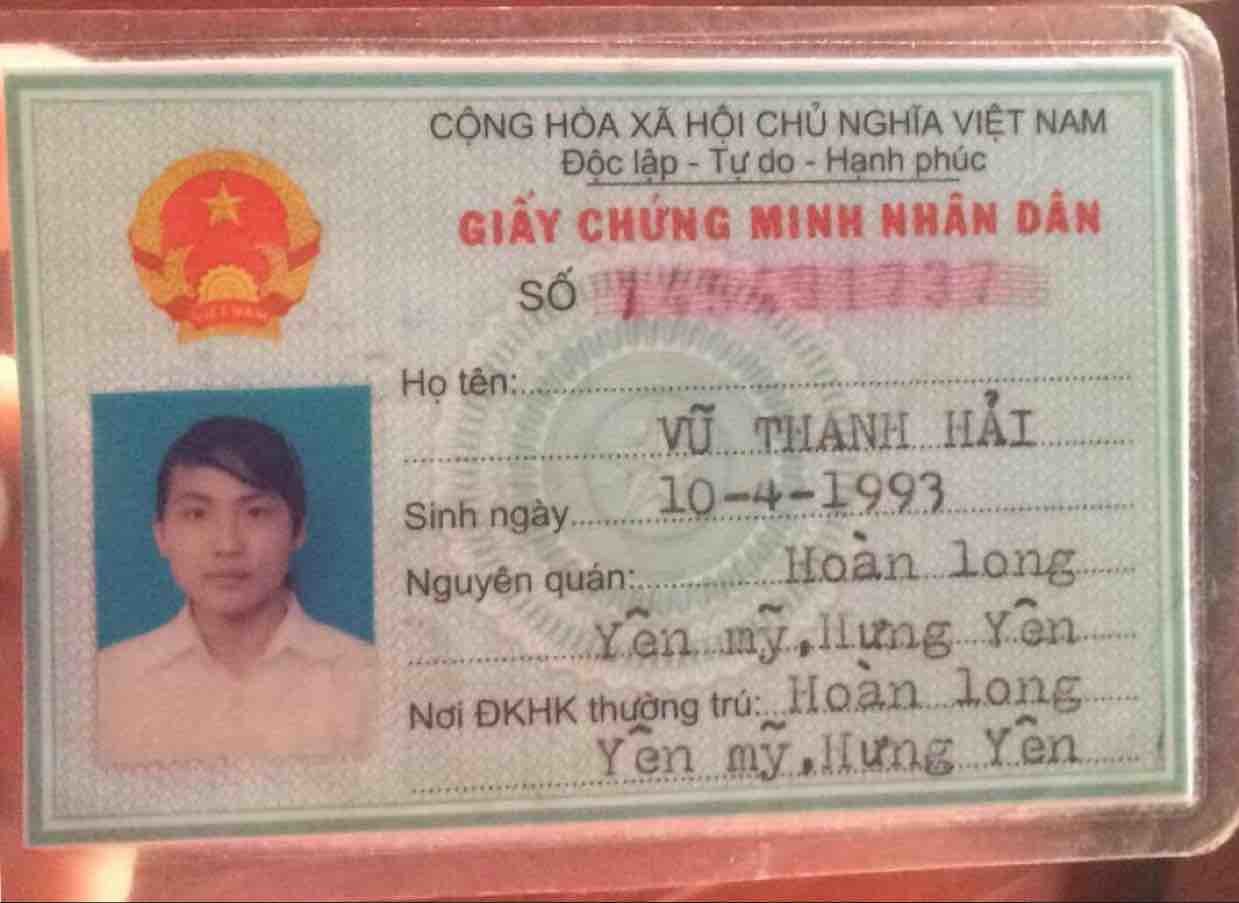 CỘNG HÒA XÃ HỘI CHỦ NGHĨA VIỆT NAM
Độc lập - Tự do - Hạnh phúc
GIẤY CHỨNG MINH NHÂN DÂN
SỐ
VIỆT NAM
Họ tên:
VŨ THANH HẢI
Sinh ngày 10-4-1993
Nguyên quán: Hoàn long
Yên mỹ,Hưng Yên
Nơi ĐKHK thường trú: Hoàn long
Yên mỹ,Hưng Yên